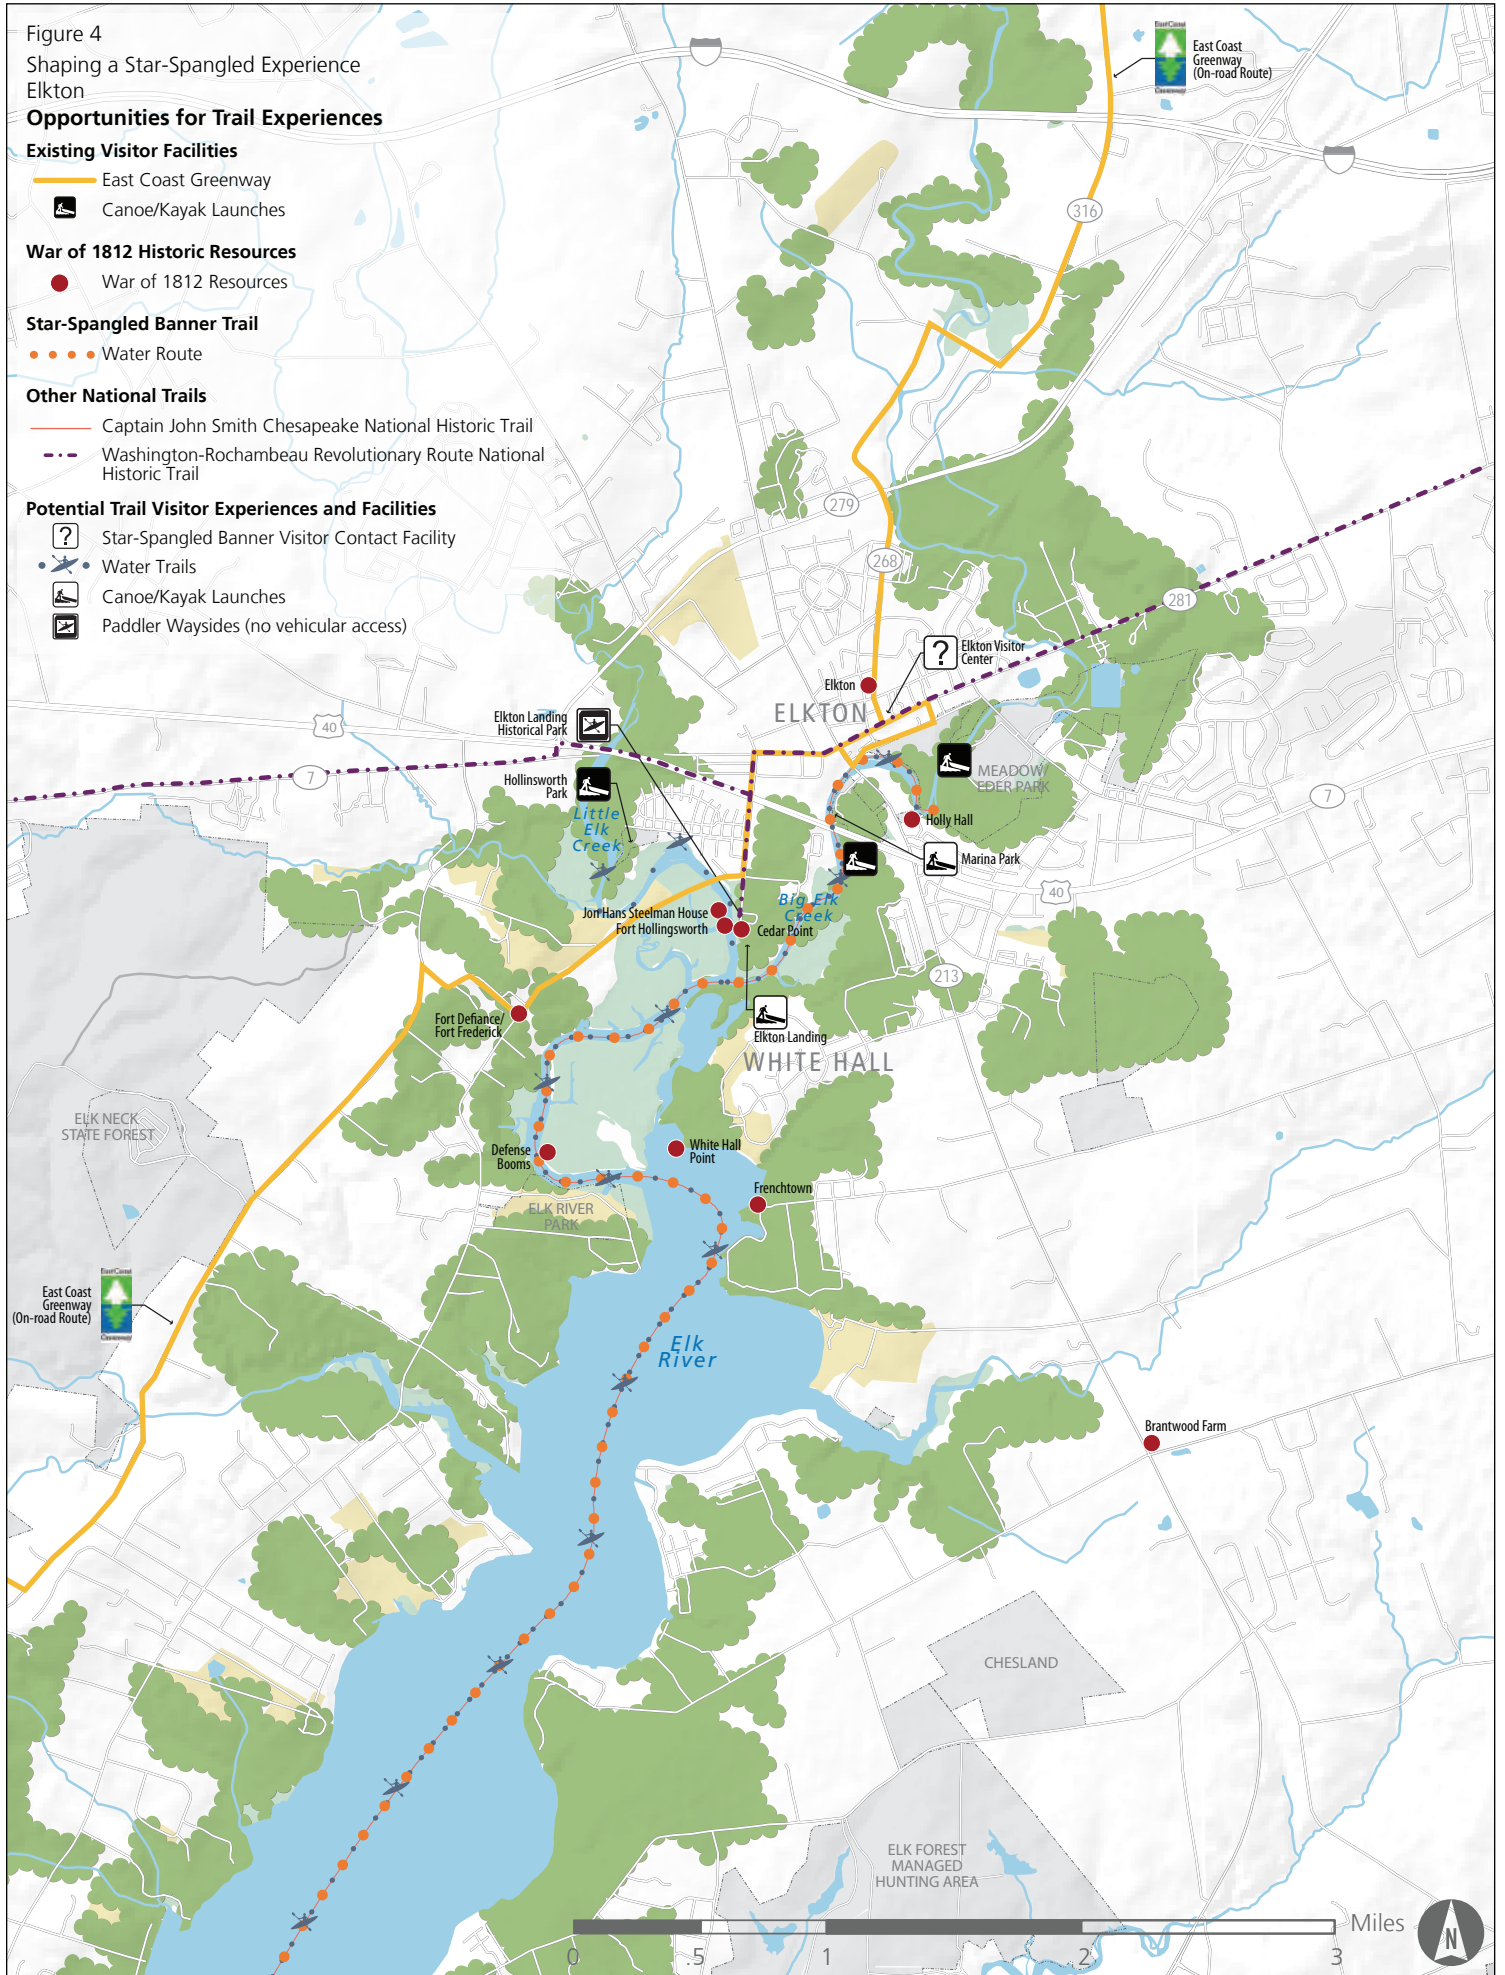 Figure 4
Shaping a Star-Spangled Experience
Elkton
Opportunities for Trail Experiences
Existing Visitor Facilities
East Coast Greenway
Canoe/Kayak Launches
War of 1812 Historic Resources
War of 1812 Resources
Star-Spangled Banner Trail
Water Route
Other National Trails
Captain John Smith Chesapeake National Historic Trail
Washington-Rochambeau Revolutionary Route National
Historic Trail
Potential Trail Visitor Experiences and Facilities
?
Star-Spangled Banner Visitor Contact Facility
Water Trails
Canoe/Kayak Launches
Paddler Waysides (no vehicular access)
East Coast
Greenway
East Coast
Greenway
(On-road Route)
316
279
268
281
?
Elkton Visitor
Center
Elkton
ELKTON
Elkton Landing
Historical Park
40
7
Hollinsworth
Park
Little
Elk
Creek
MEADOW/
EDER PARK
7
Holly Hall
Marina Park
40
Big Elk
Creek
Jon Hans Steelman House
Fort Hollingsworth
Cedar Point
213
Fort Defiance/
Fort Frederick
Elkton Landing
WHITE HALL
ELK NECK
STATE FOREST
Defense
Booms
White Hall
Point
Frenchtown
ELK RIVER
PARK
East Coast
Greenway
East Coast
Greenway
(On-road Route)
Elk
River
Brantwood Farm
CHESLAND
ELK FOREST
MANAGED
HUNTING AREA
Miles
0
.5
1
2
3
N